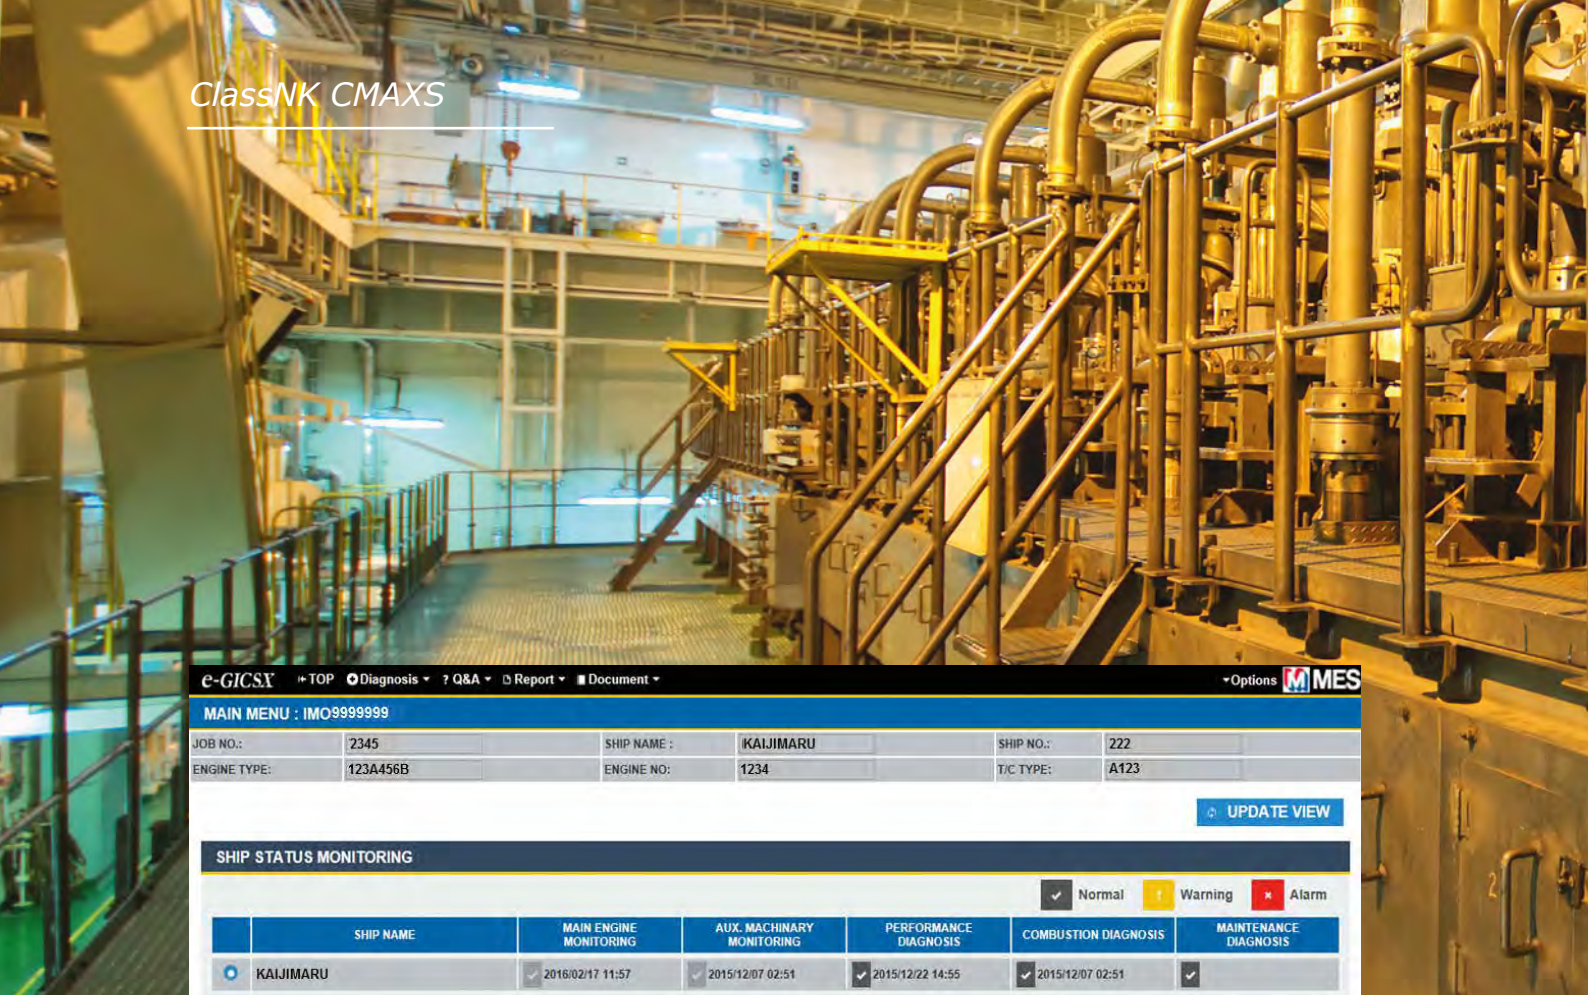 ClassNK CMAXS
e-GICSX TOP Diagnosis ? Q&A Report Document Options MES
MAIN MENU : IMO9999999
JOB NO.: 2345 SHIP NAME : KAIJIMARU SHIP NO.: 222
ENGINE TYPE: 123A456B ENGINE NO: 1234 T/C TYPE: A123
UPDATE VIEW
SHIP STATUS MONITORING
Normal Warning Alarm
SHIP NAME MAIN ENGINE MONITORING AUX. MACHINARY MONITORING PERFORMANCE DIAGNOSIS COMBUSTION DIAGNOSIS MAINTENANCE DIAGNOSIS
KAIJIMARU 2016/02/17 11:57 2015/12/07 02:51 2015/12/22 14:55 2015/12/07 02:51
2